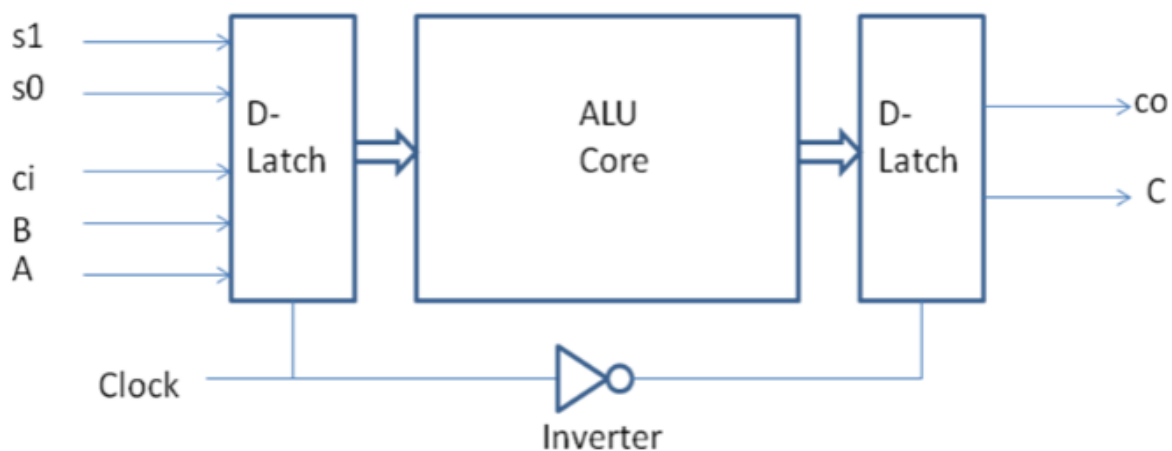 s1
s0
ci
B
A
D-
Latch
ALU
Core
D-
Latch
co
C
Clock
Inverter